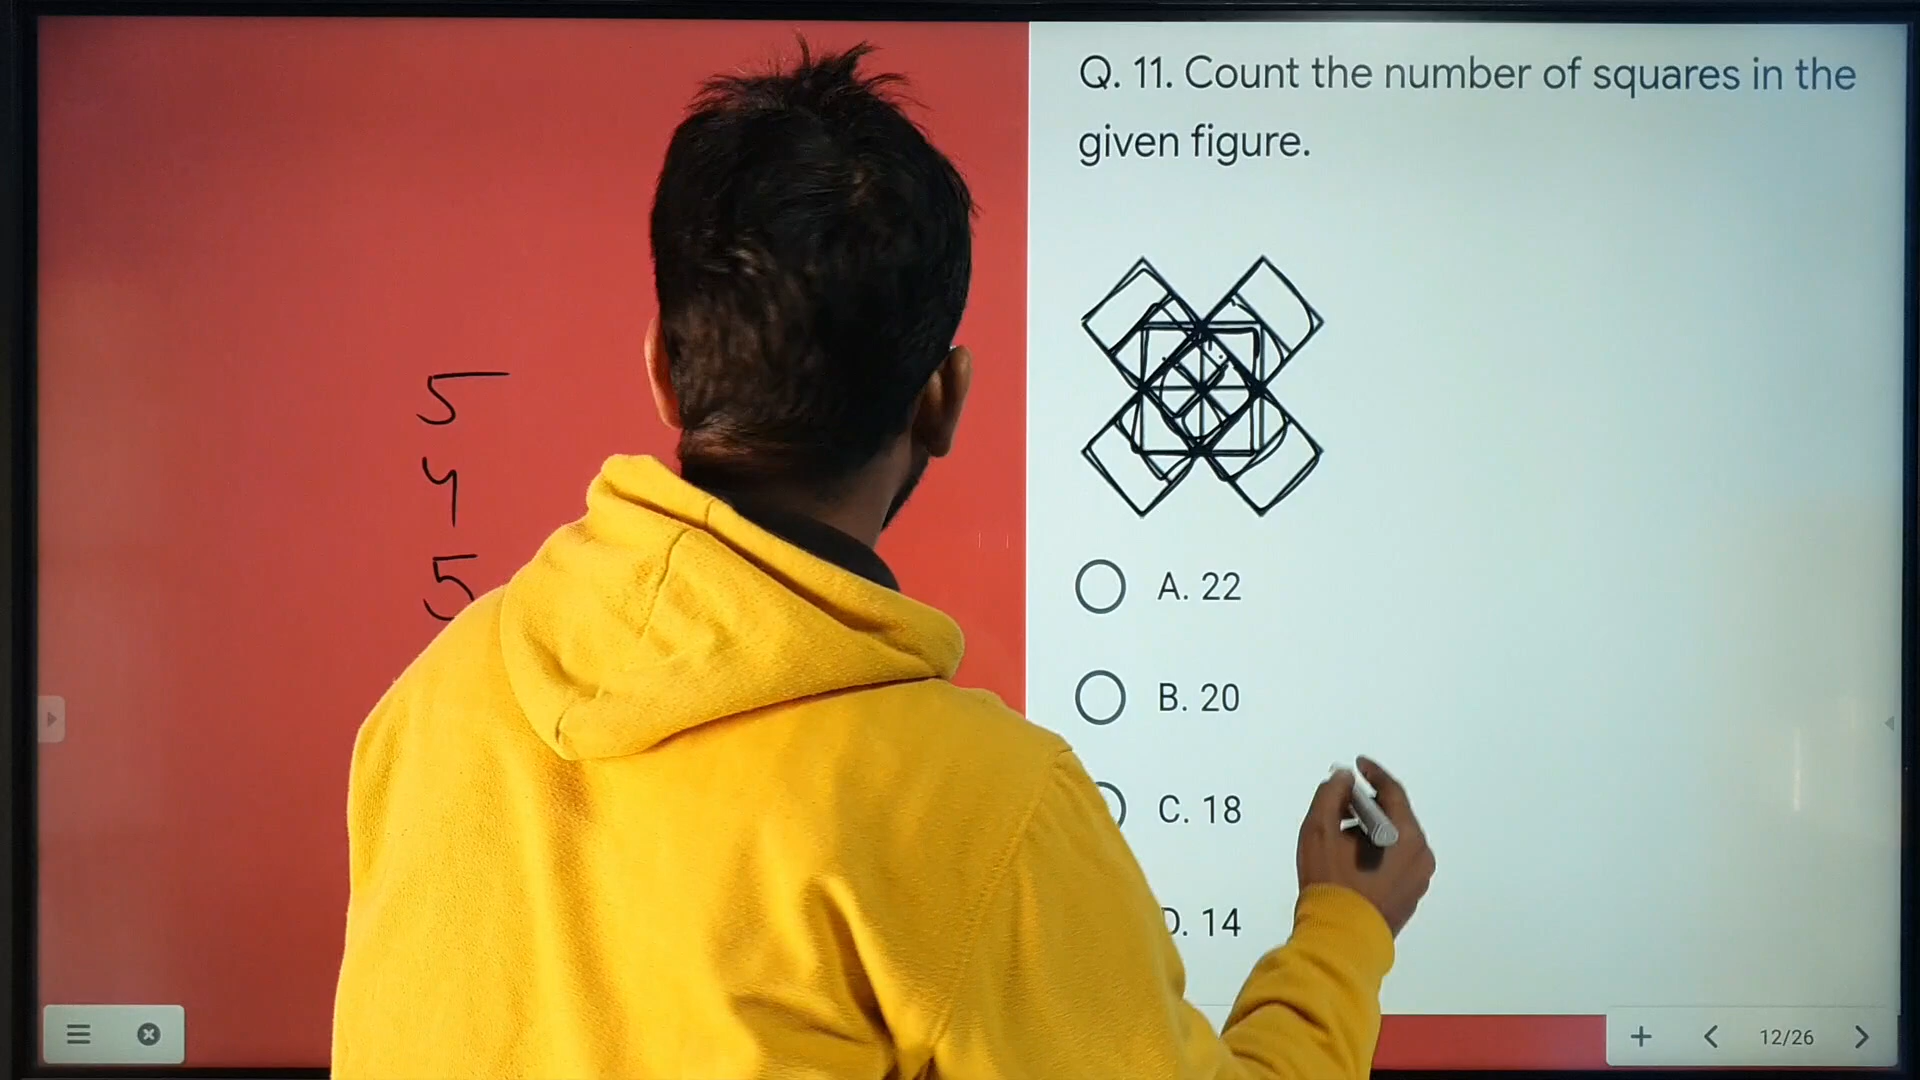 Q. 11. Count the number of squares in the
given figure.
5
4
5
A. 22
B. 20
C. 18
D. 14
12/26